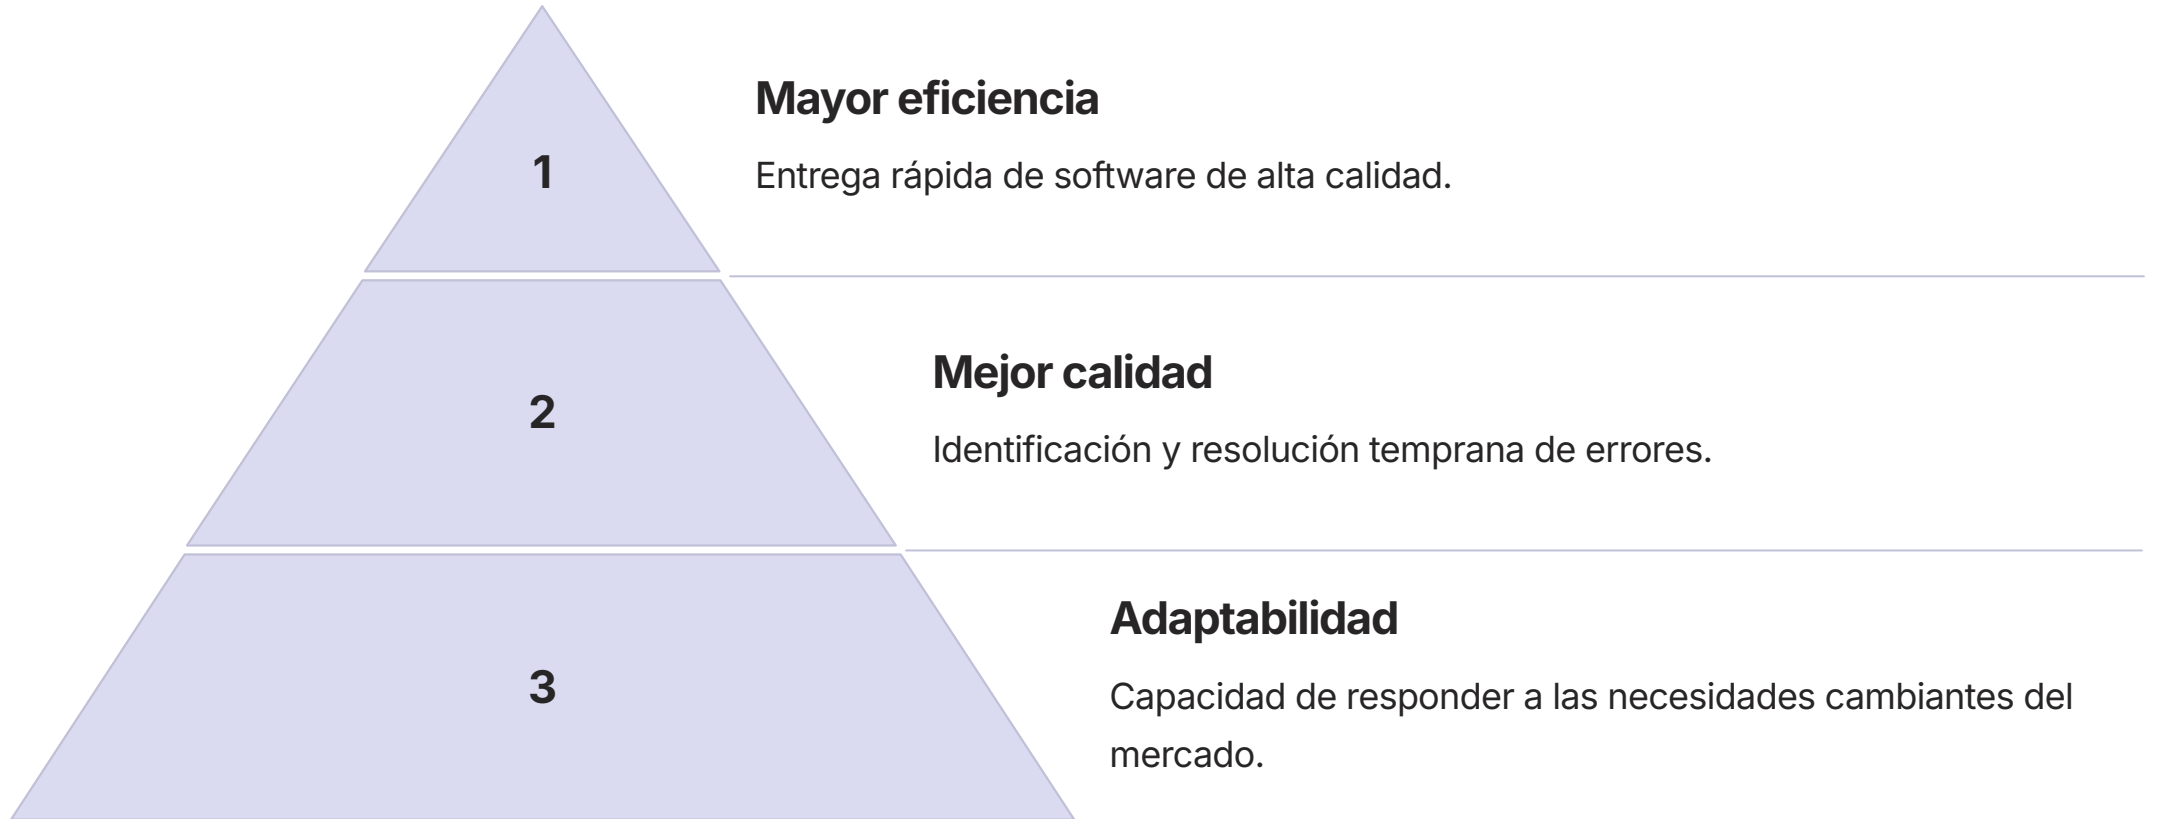 1
Mayor eficiencia
Entrega rápida de software de alta calidad.
2
Mejor calidad
Identificación y resolución temprana de errores.
3
Adaptabilidad
Capacidad de responder a las necesidades cambiantes del
mercado.